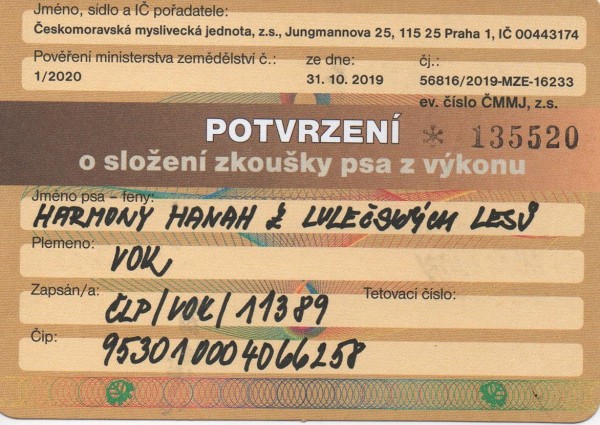 Jméno, sídlo a IČ pořadatele:
Českomoravská myslivecká jednota, z.s., Jungmannova 25, 115 25 Praha 1, IČ 00443174
Pověření ministerstva zemědělství č.: ze dne: čj.:
1/2020 31. 10. 2019 56816/2019-MZE-16233
ev. číslo ČMMJ, z.s.
POTVRZENÍ * 135520
o složení zkoušky psa z výkonu
Jméno psa - feny:
HARMONY HANAH Z LULEČSKÝCH LESŮ
Plemeno:
VOK
Zapsán/a: Tetovací číslo:
ČLP/VOK/11389
Čip:
953010004066258